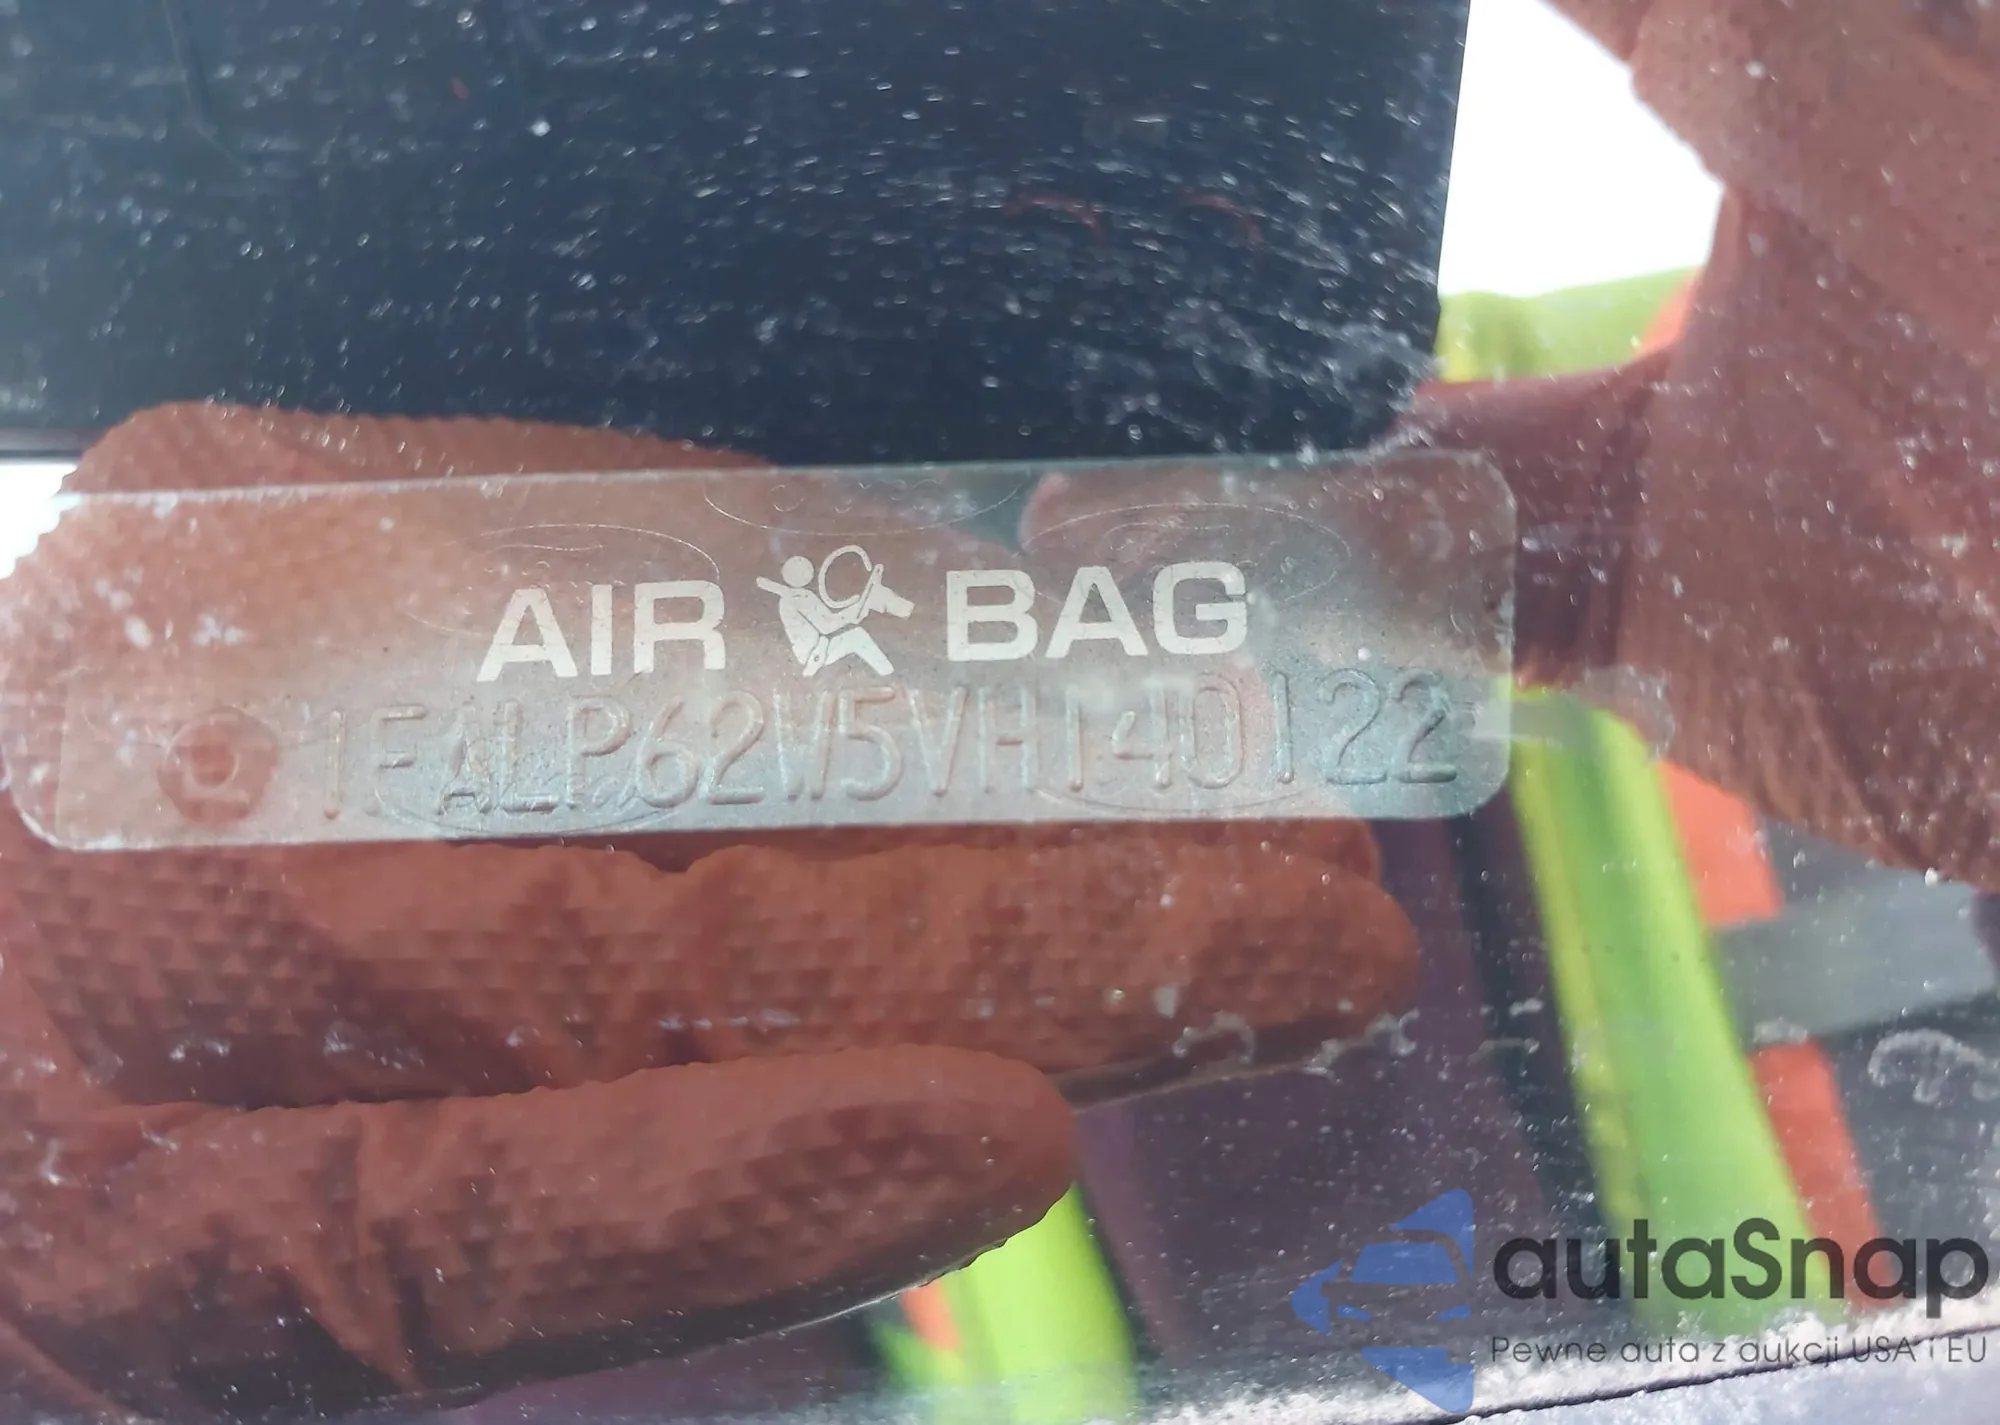 AIR BAG
1FALP62W5VH140122
autaSnap
Pewne auta z aukcji USA i EU